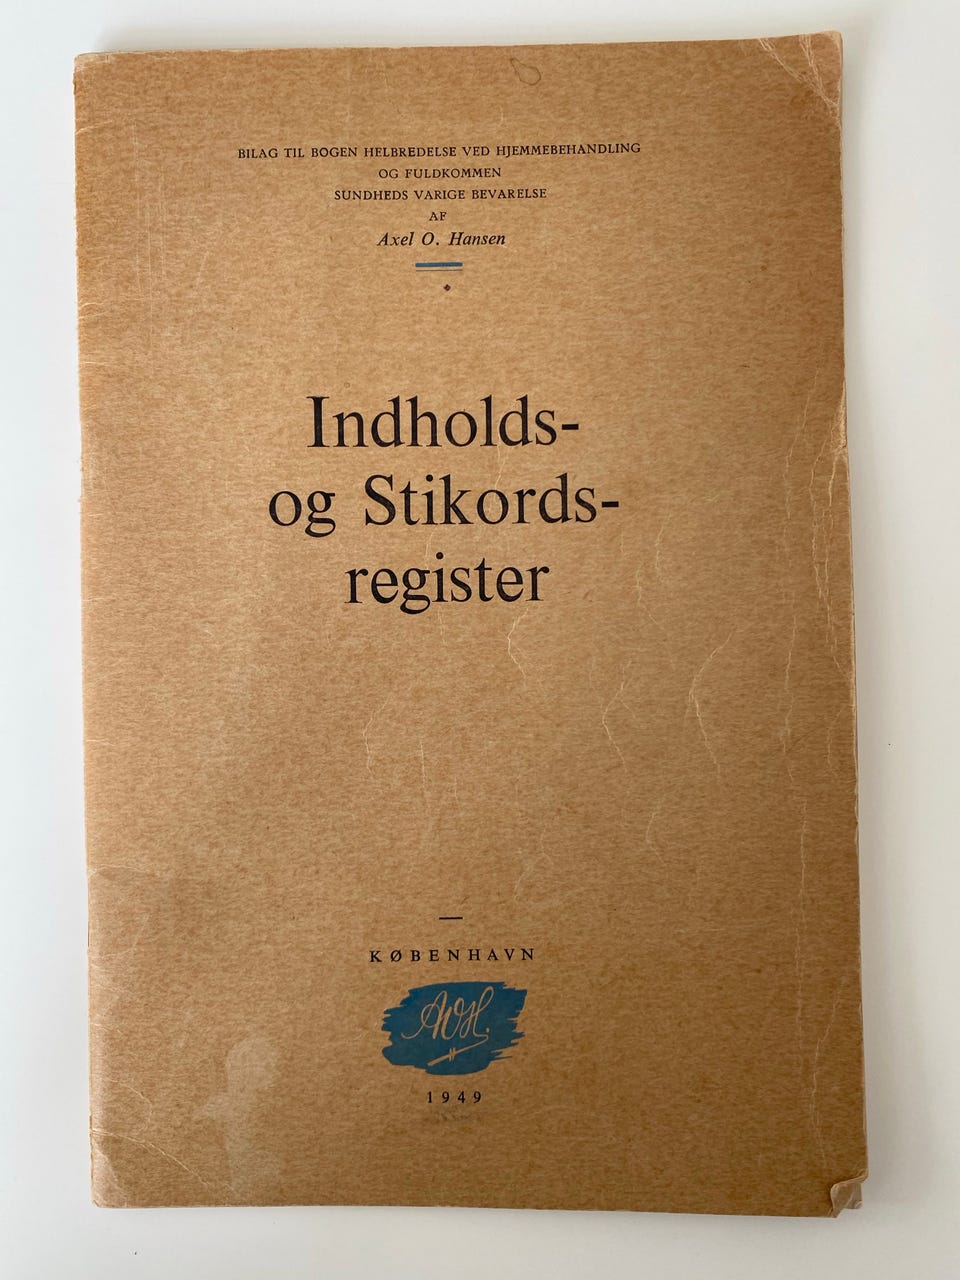 BILAG TIL BOGEN HELBREDELSE VED HJEMMEBEHANDLING
OG FULDKOMMEN
SUNDHEDS VARIGE BEVARELSE
AF
Axel O. Hansen
Indholds-
og Stikords-
register
KØBENHAVN
1949